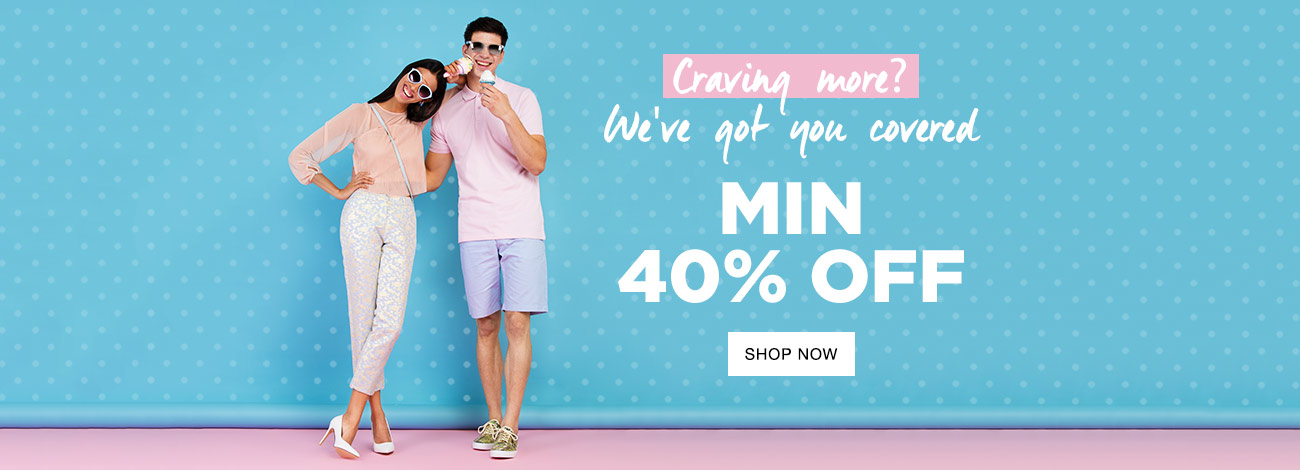 Craving more?
We've got you covered
MIN
40% OFF
SHOP NOW